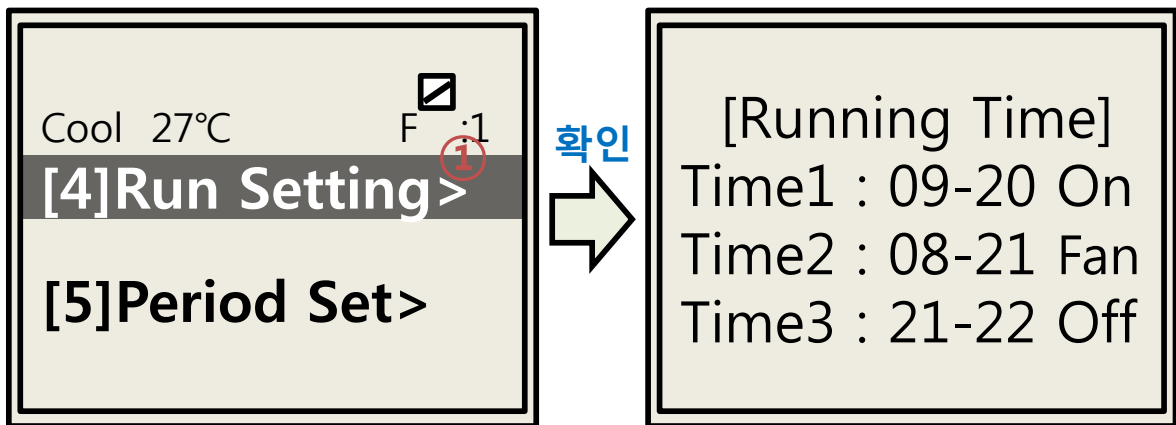 Cool 27℃ F :1
①
[4]Run Setting>
[5]Period Set>
확인
[Running Time]
Time1 : 09-20 On
Time2 : 08-21 Fan
Time3 : 21-22 Off